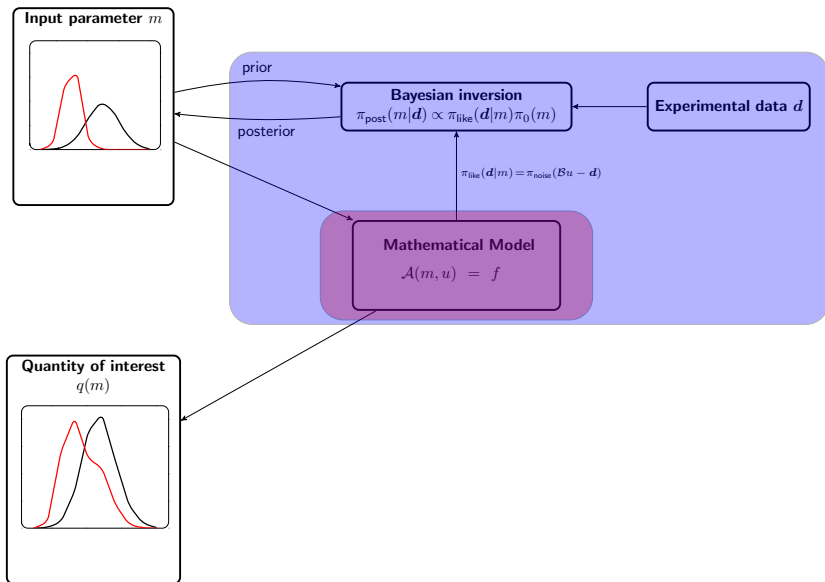 Input parameter m
prior
posterior
Bayesian inversion
π_post(m|d) ∝ π_like(d|m)π_0(m)
Experimental data d
π_like(d|m) = π_noise(ℬu − d)
Mathematical Model
𝒜(m, u) = f
Quantity of interest
q(m)